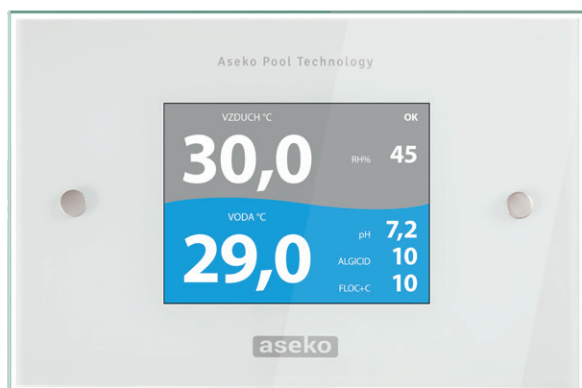 Aseko Pool Technology
VZDUCH °C
OK
30,0
RH% 45
VODA °C
29,0
pH 7,2
ALGICID 10
FLOC+C 10
aseko